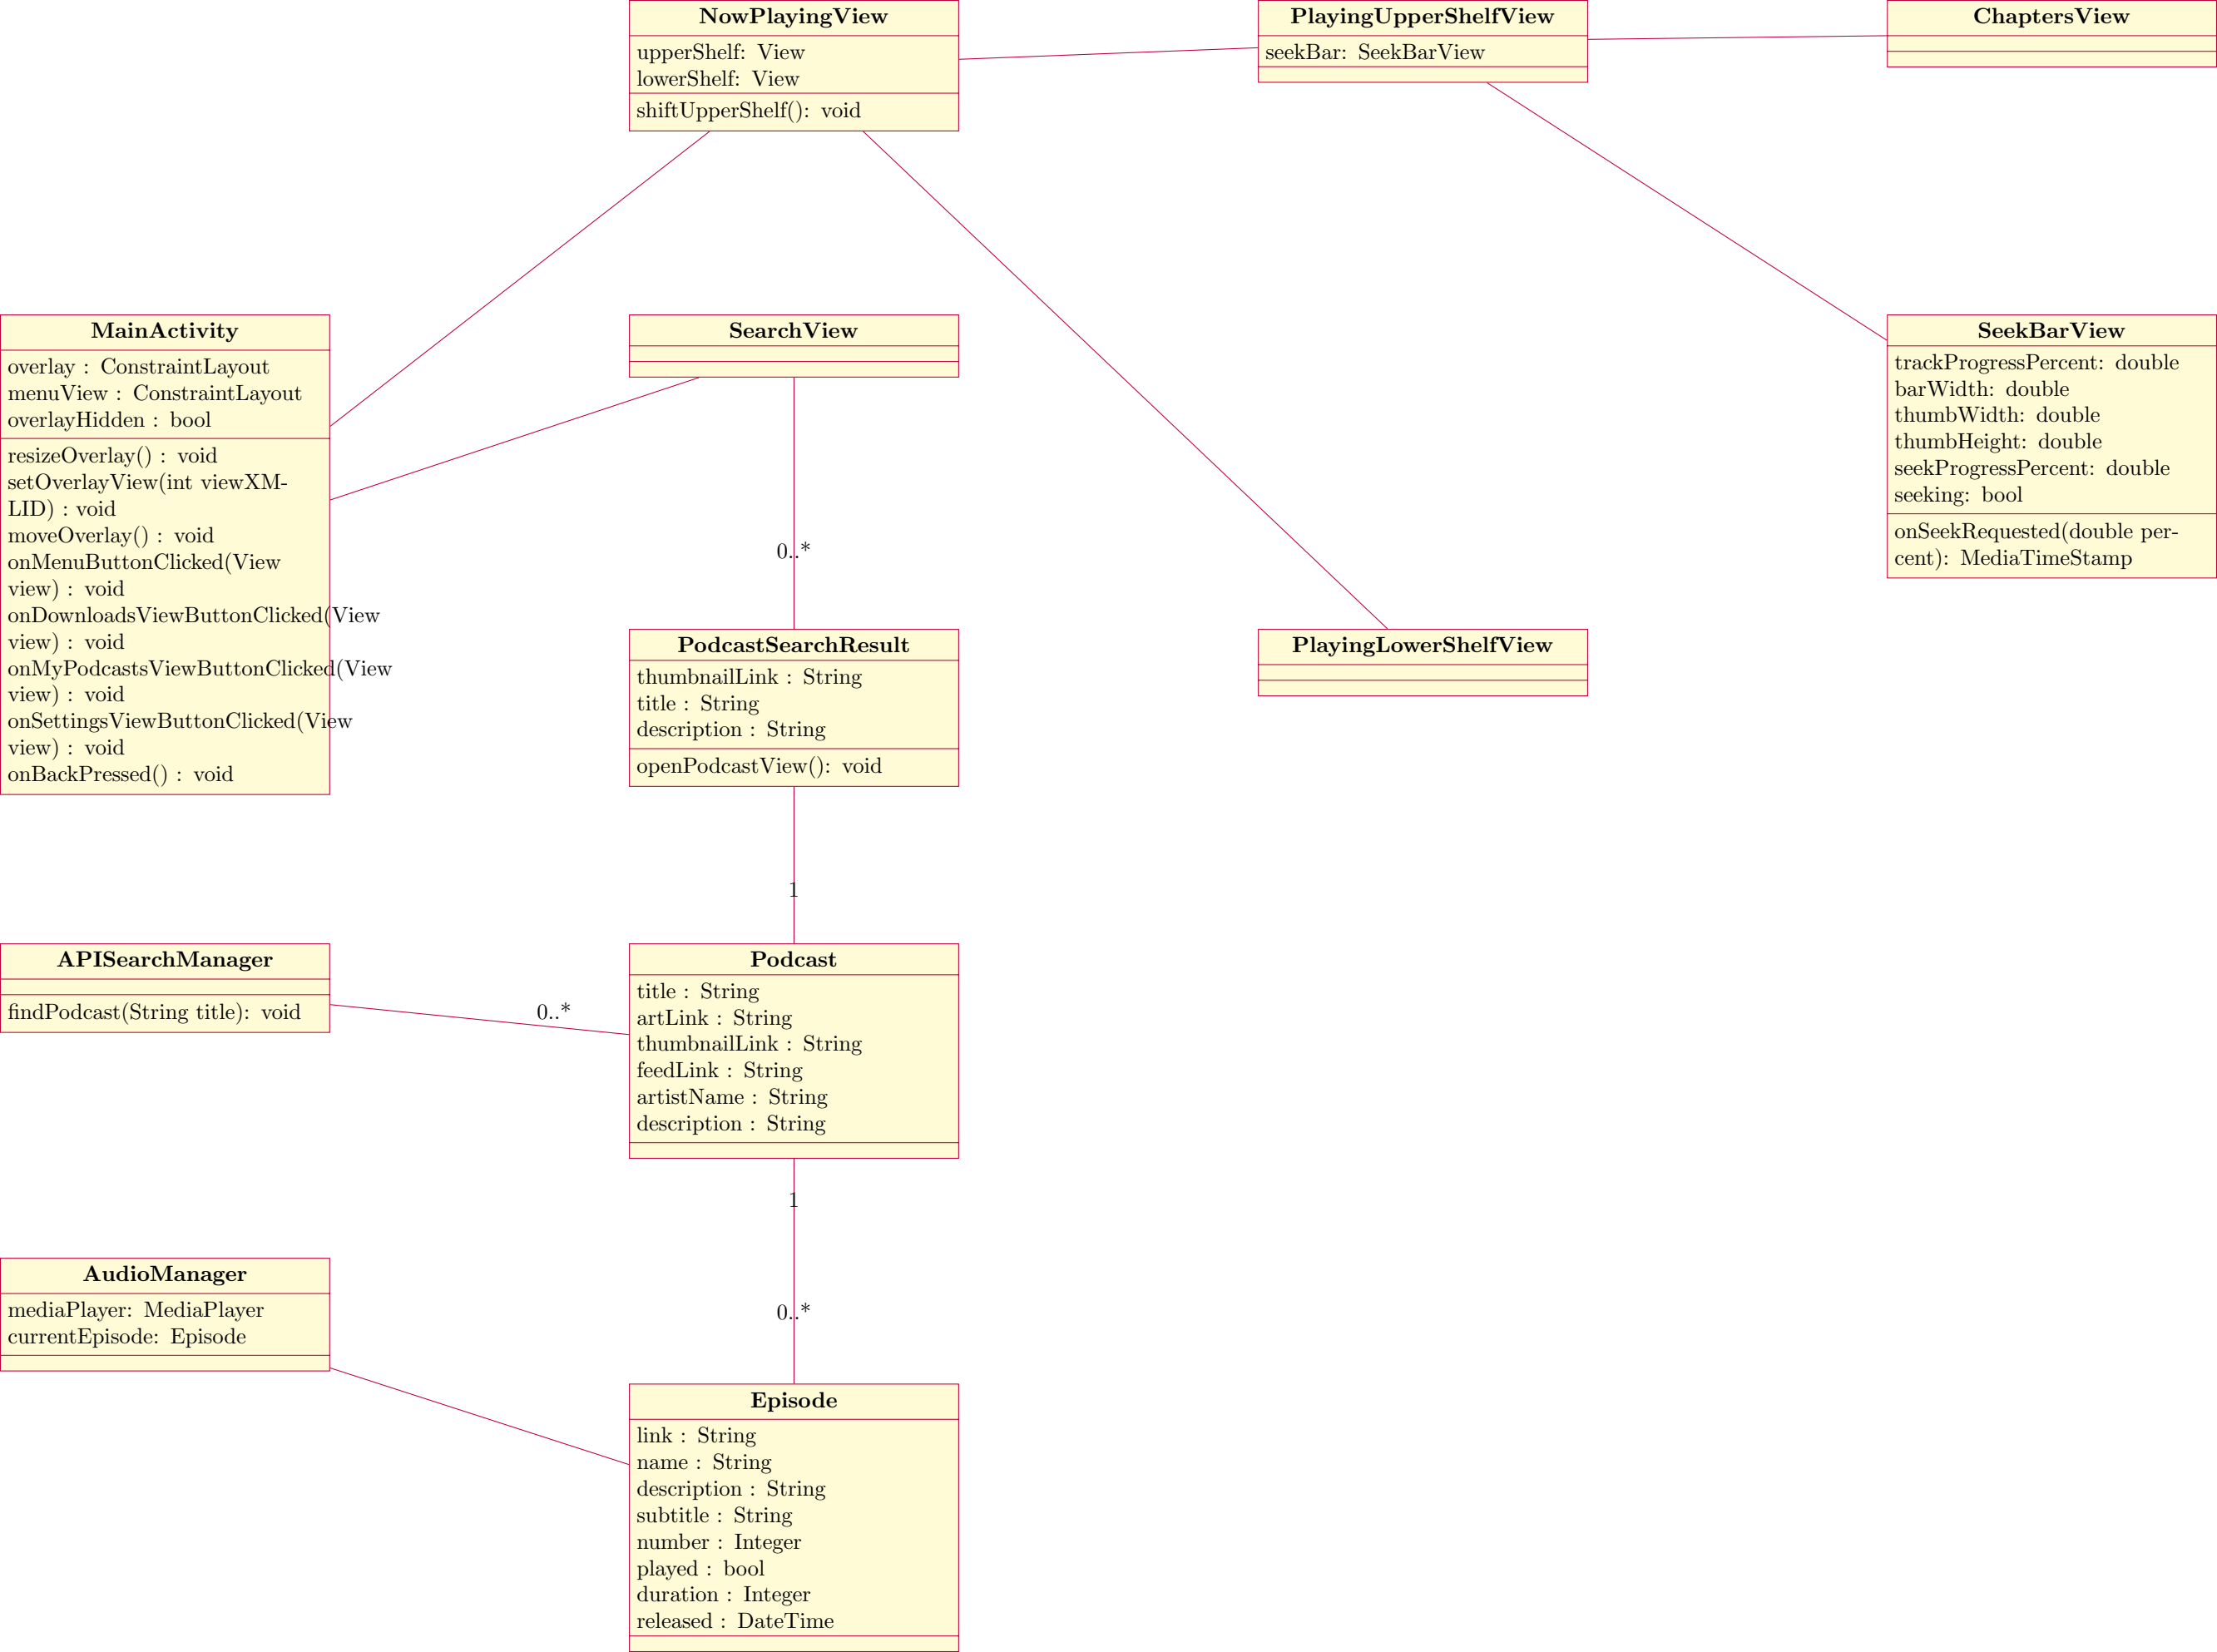 NowPlayingView
upperShelf: View
lowerShelf: View
shiftUpperShelf(): void
PlayingUpperShelfView
seekBar: SeekBarView
ChaptersView
MainActivity
overlay : ConstraintLayout
menuView : ConstraintLayout
overlayHidden : bool
resizeOverlay() : void
setOverlayView(int viewXM-
LID) : void
moveOverlay() : void
onMenuButtonClicked(View
view) : void
onDownloadsViewButtonClicked(View
view) : void
onMyPodcastsViewButtonClicked(View
view) : void
onSettingsViewButtonClicked(View
view) : void
onBackPressed() : void
SearchView
0..*
SeekBarView
trackProgressPercent: double
barWidth: double
thumbWidth: double
thumbHeight: double
seekProgressPercent: double
seeking: bool
onSeekRequested(double per-
cent): MediaTimeStamp
PodcastSearchResult
thumbnailLink : String
title : String
description : String
openPodcastView(): void
PlayingLowerShelfView
1
APISearchManager
findPodcast(String title): void
0..*
Podcast
title : String
artLink : String
thumbnailLink : String
feedLink : String
artistName : String
description : String
1
0..*
AudioManager
mediaPlayer: MediaPlayer
currentEpisode: Episode
Episode
link : String
name : String
description : String
subtitle : String
number : Integer
played : bool
duration : Integer
released : DateTime